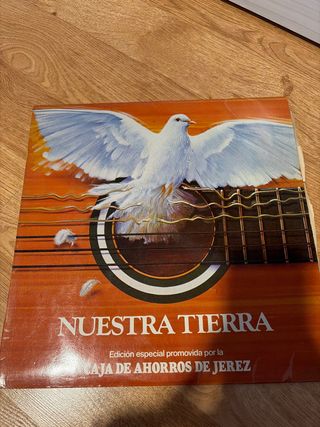 NUESTRA TIERRA
Edición especial promovida por la
CAJA DE AHORROS DE JEREZ